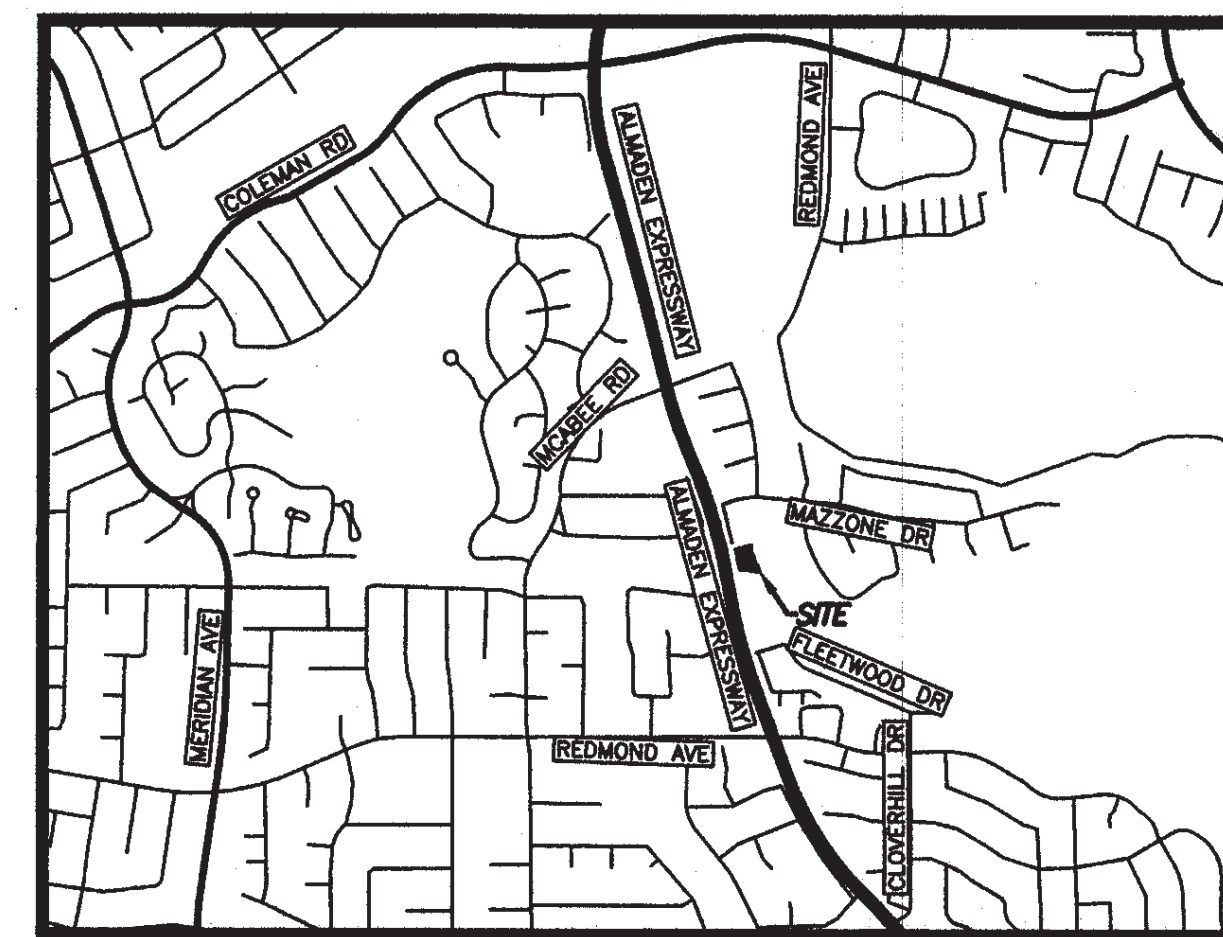 COLEMAN RD
ALMADEN EXPRESSWAY
REDMOND AVE
MCABEE RD
ALMADEN EXPRESSWAY
MAZZONE DR
SITE
FLEETWOOD DR
MERIDIAN AVE
REDMOND AVE
CLOVERHILL DR